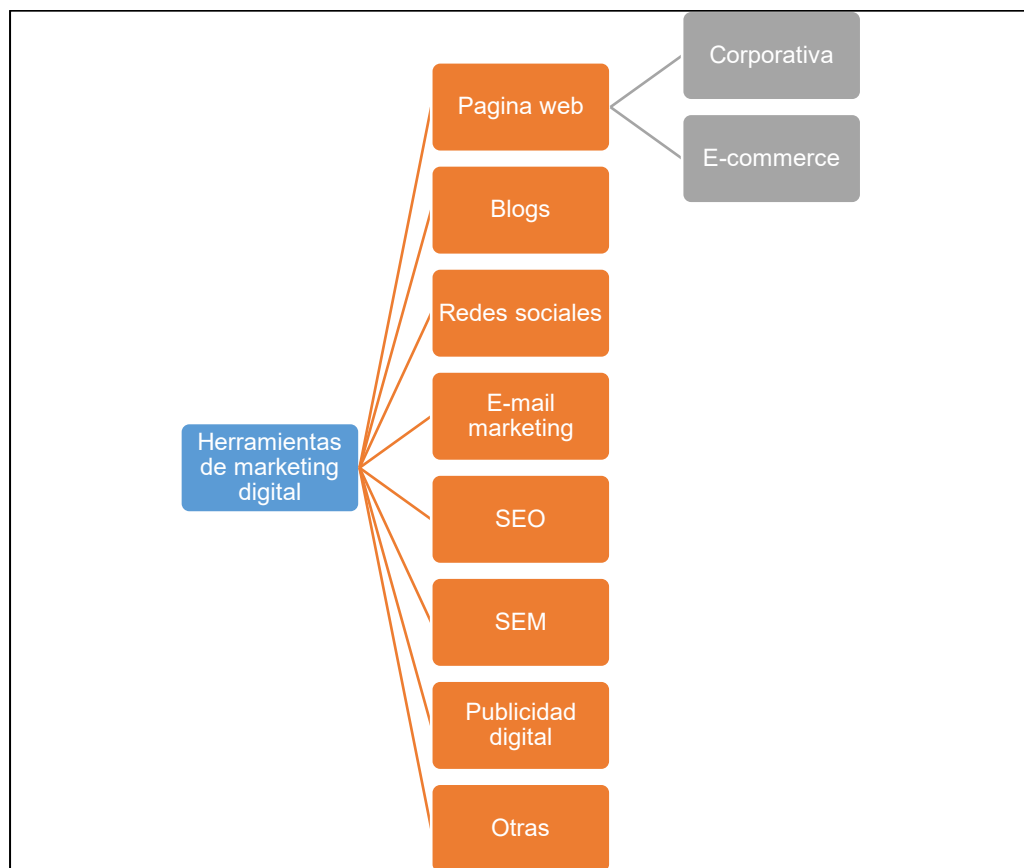 Corporativa
Pagina web
E-commerce
Blogs
Redes sociales
E-mail
marketing
Herramientas
de marketing
digital
SEO
SEM
Publicidad
digital
Otras